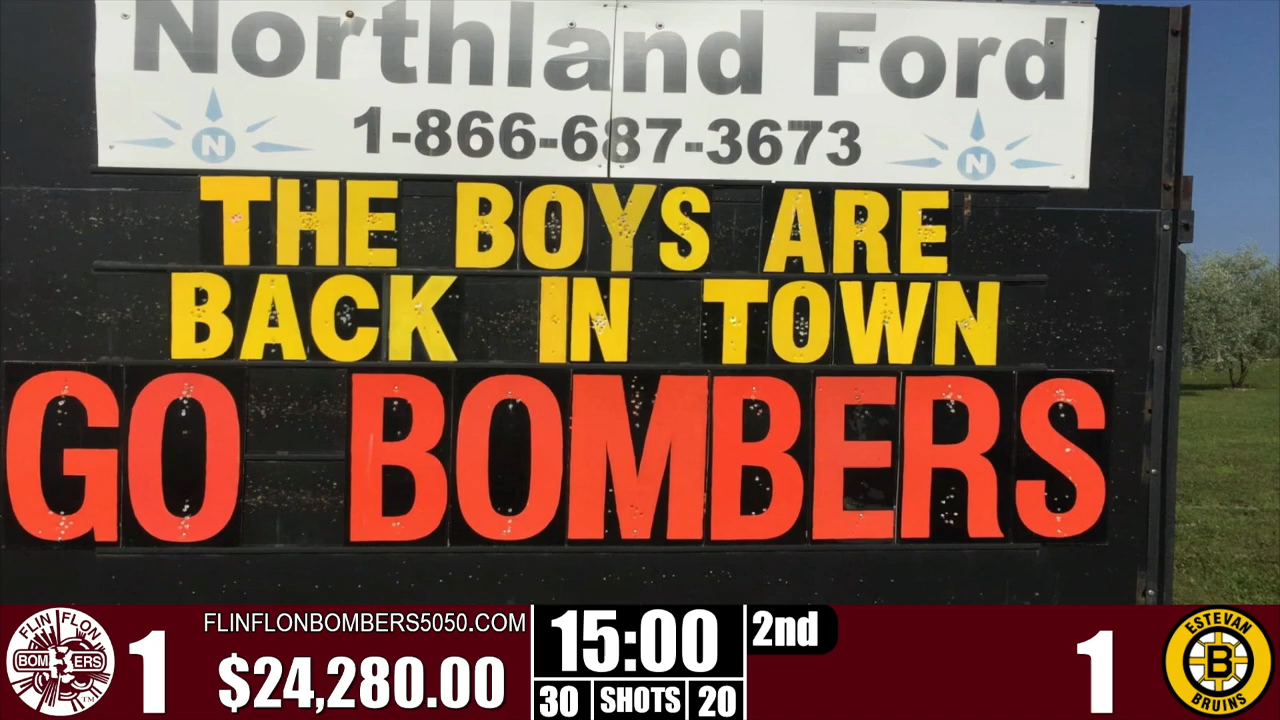 Northland Ford
1-866-687-3673
N
N
THE BOYS ARE
BACK IN TOWN
GO BOMBERS
FLIN FLON
BOMBERS
TM
1
FLINFLONBOMBERS5050.COM
$24,280.00
15:00
30 SHOTS 20
2nd
1
ESTEVAN
B
BRUINS